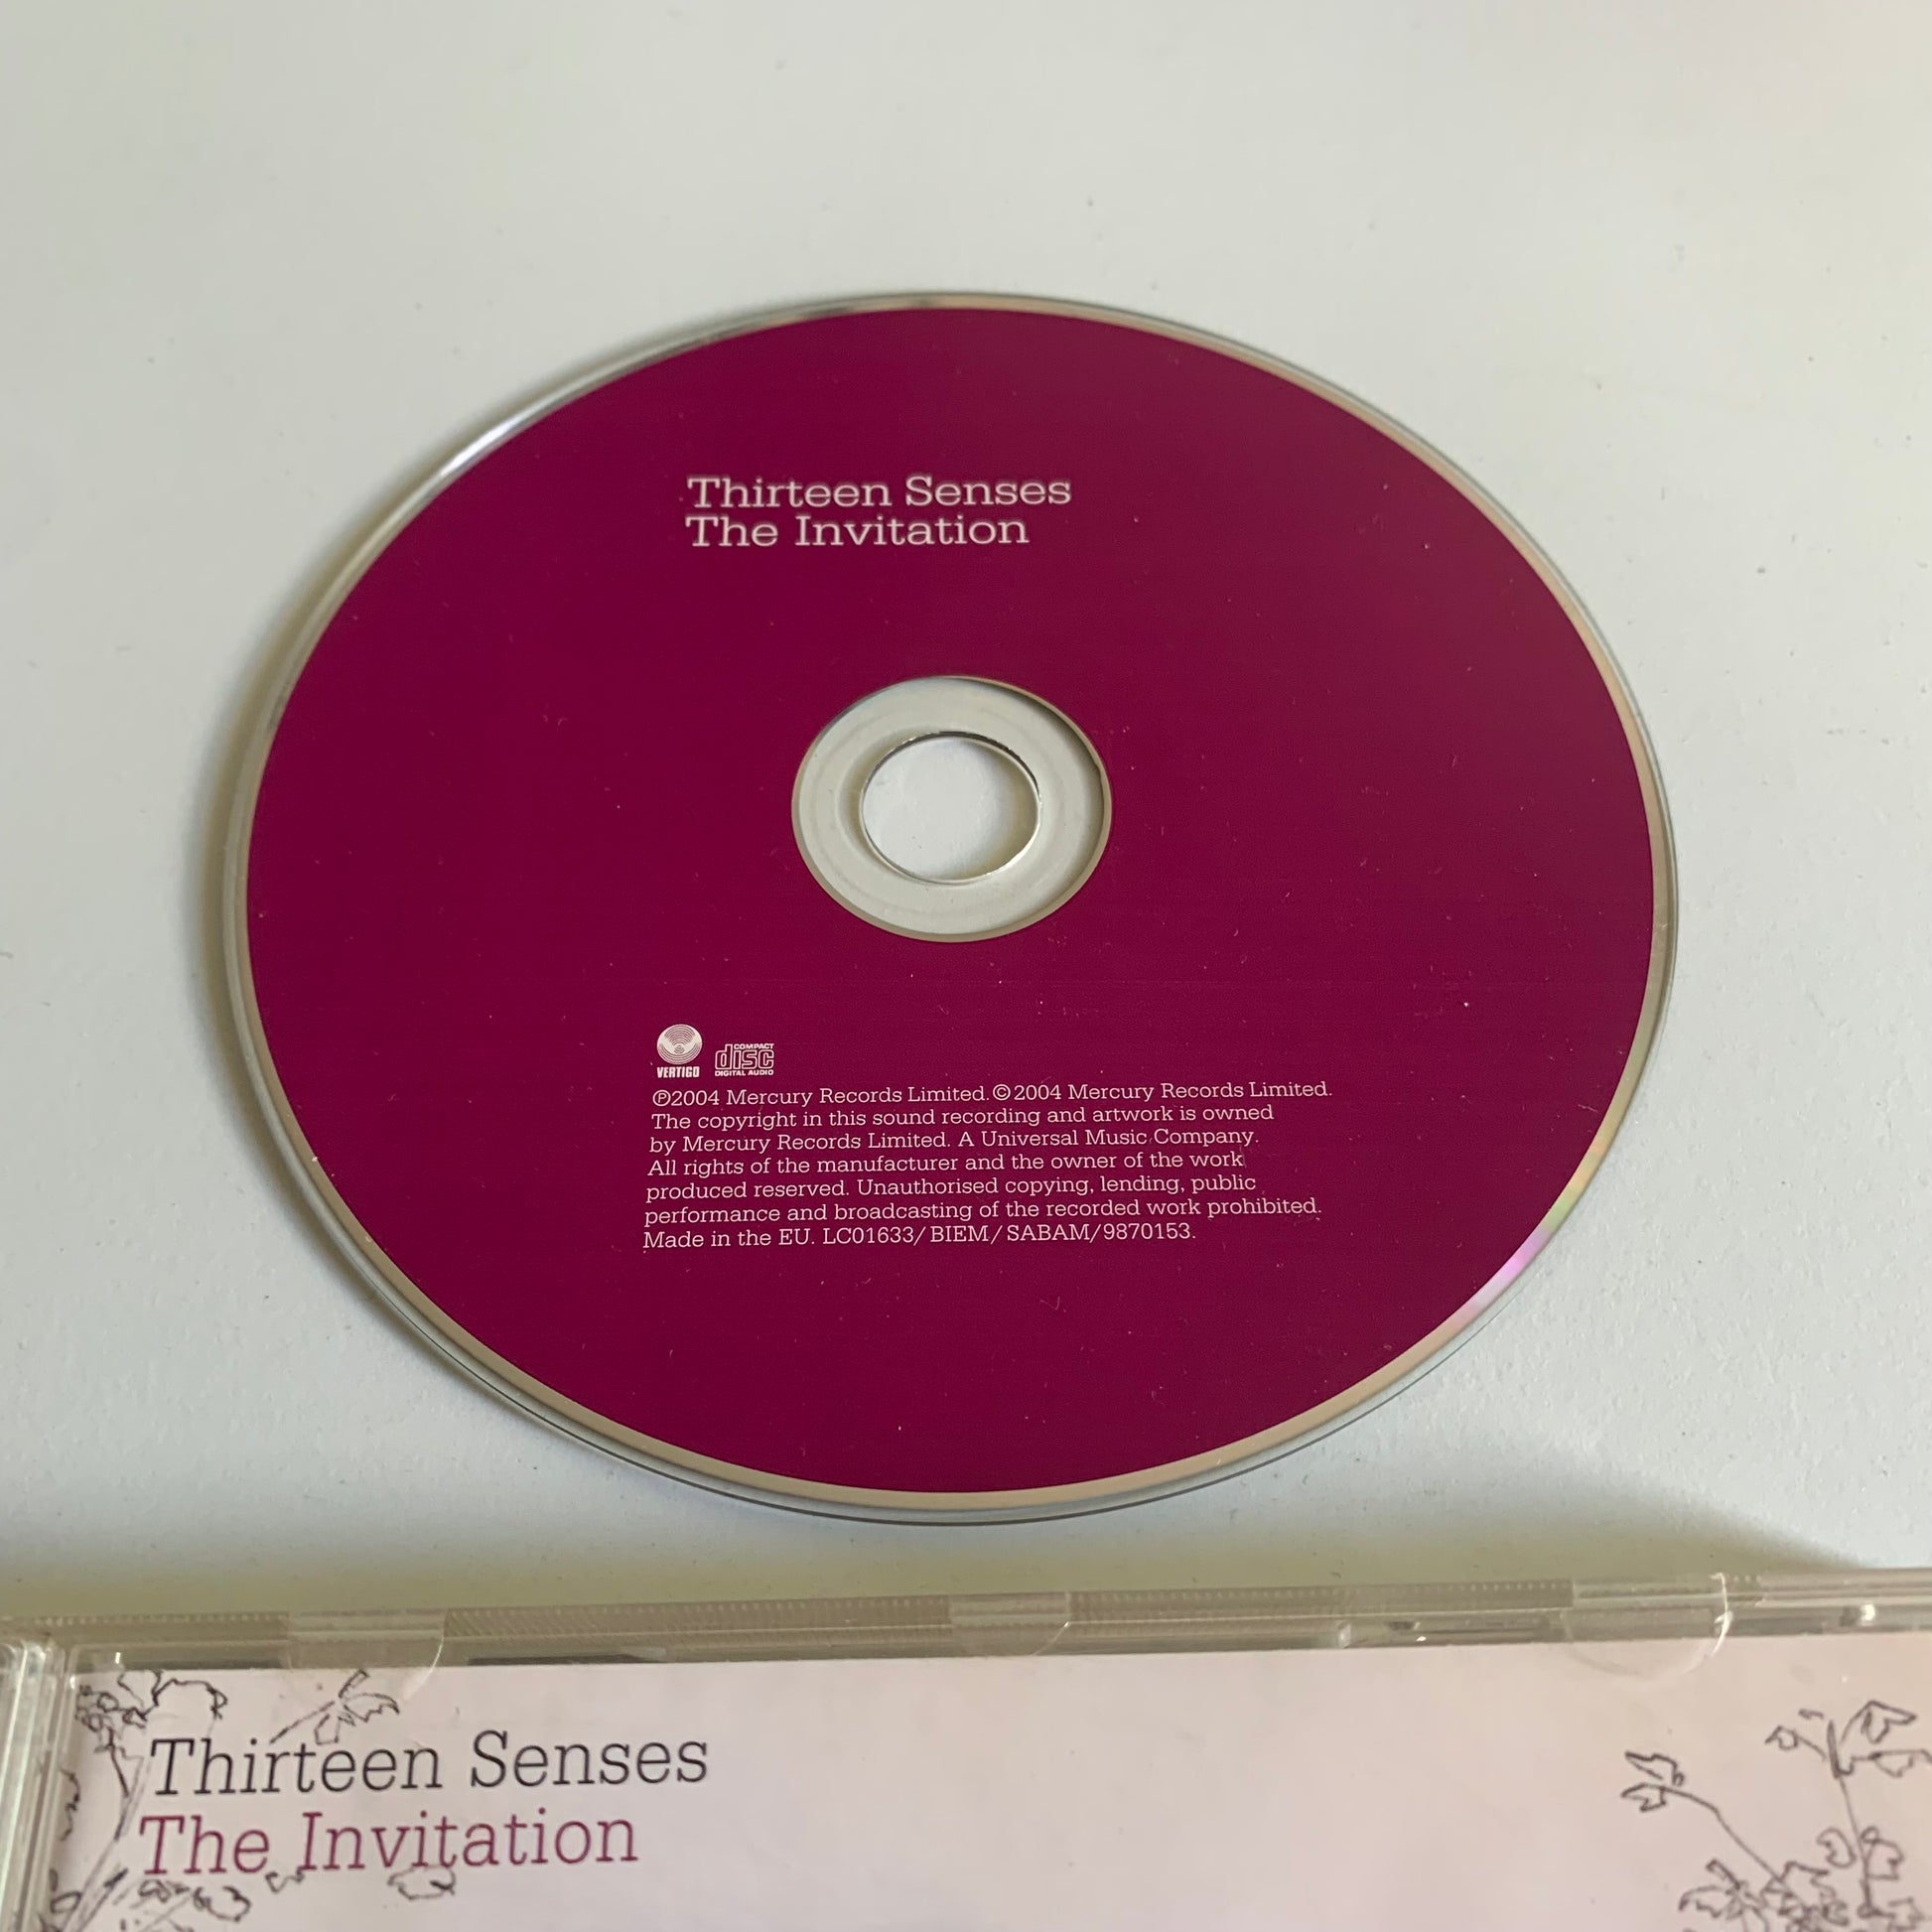 Thirteen Senses
The Invitation
VERTIGO
COMPACT
disc
DIGITAL AUDIO
℗2004 Mercury Records Limited. ©2004 Mercury Records Limited.
The copyright in this sound recording and artwork is owned
by Mercury Records Limited. A Universal Music Company.
All rights of the manufacturer and the owner of the work
produced reserved. Unauthorised copying, lending, public
performance and broadcasting of the recorded work prohibited.
Made in the EU. LC01633/BIEM/SABAM/9870153.
Thirteen Senses
The Invitation